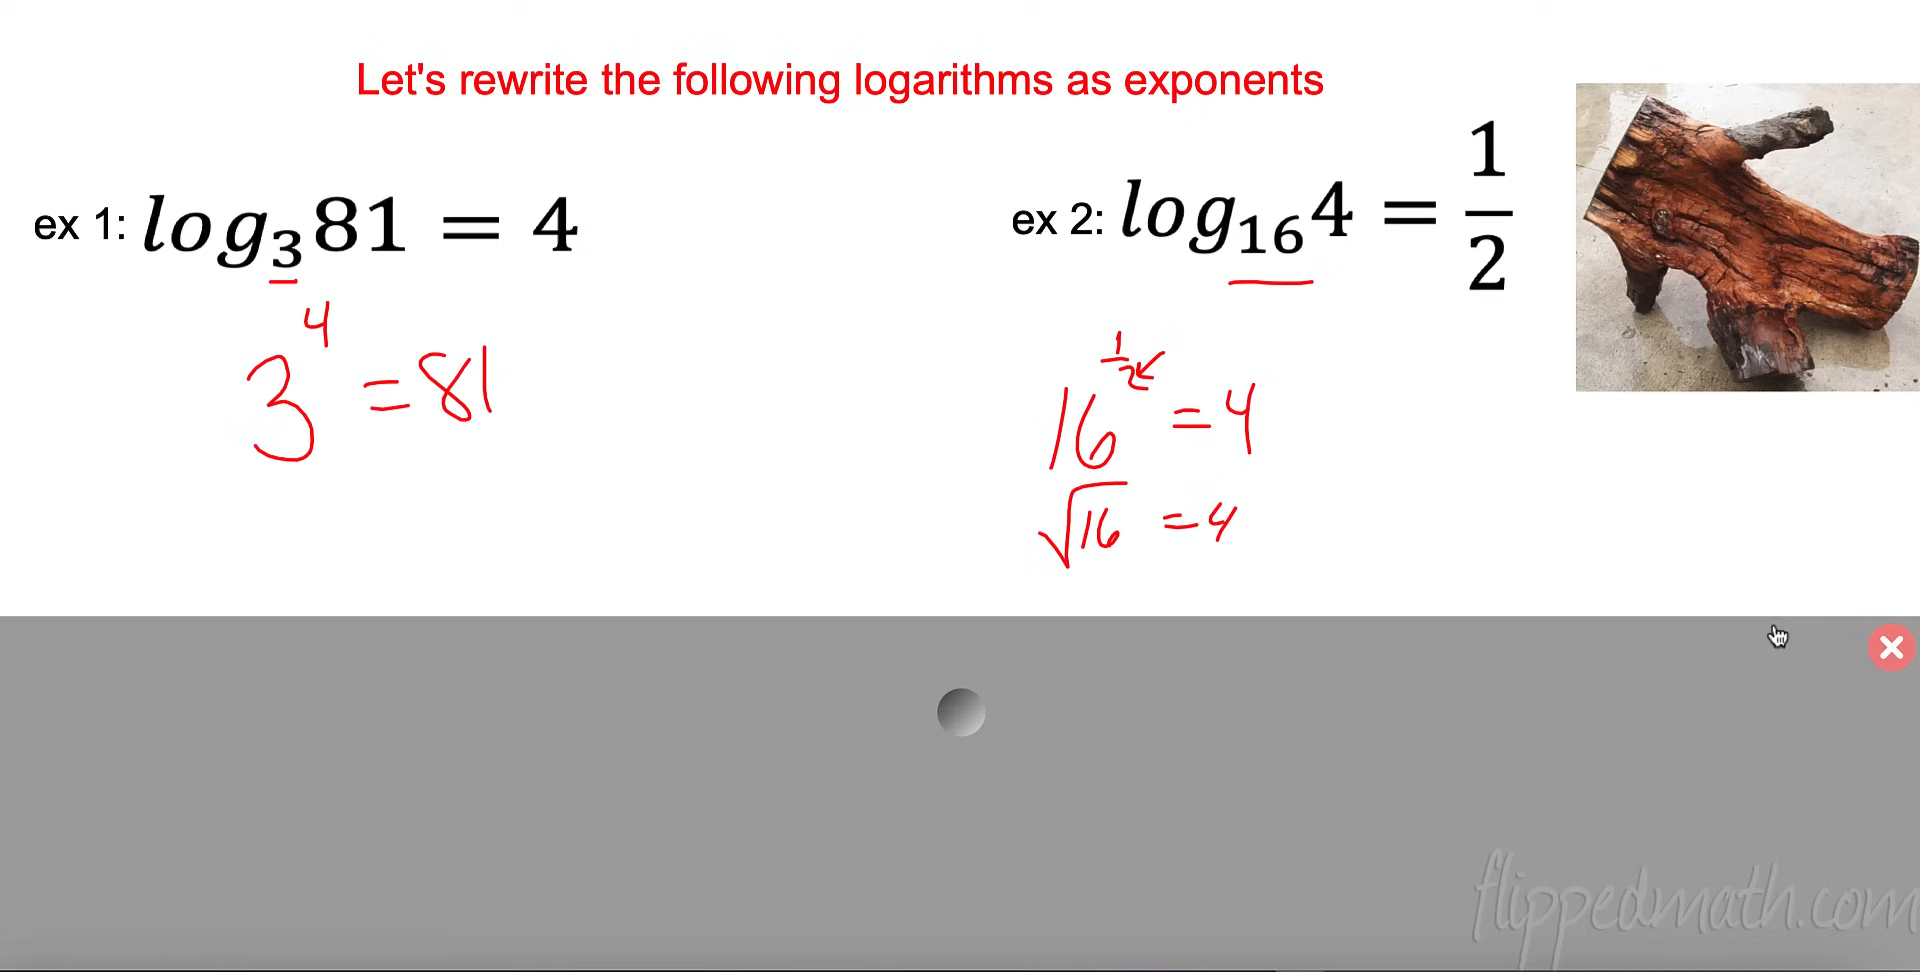 Let's rewrite the following logarithms as exponents
ex 1: log₃81 = 4
3⁴ = 81
ex 2: log₁₆4 = 1/2
16^(1/2) = 4
√16 = 4
flippedmath.com